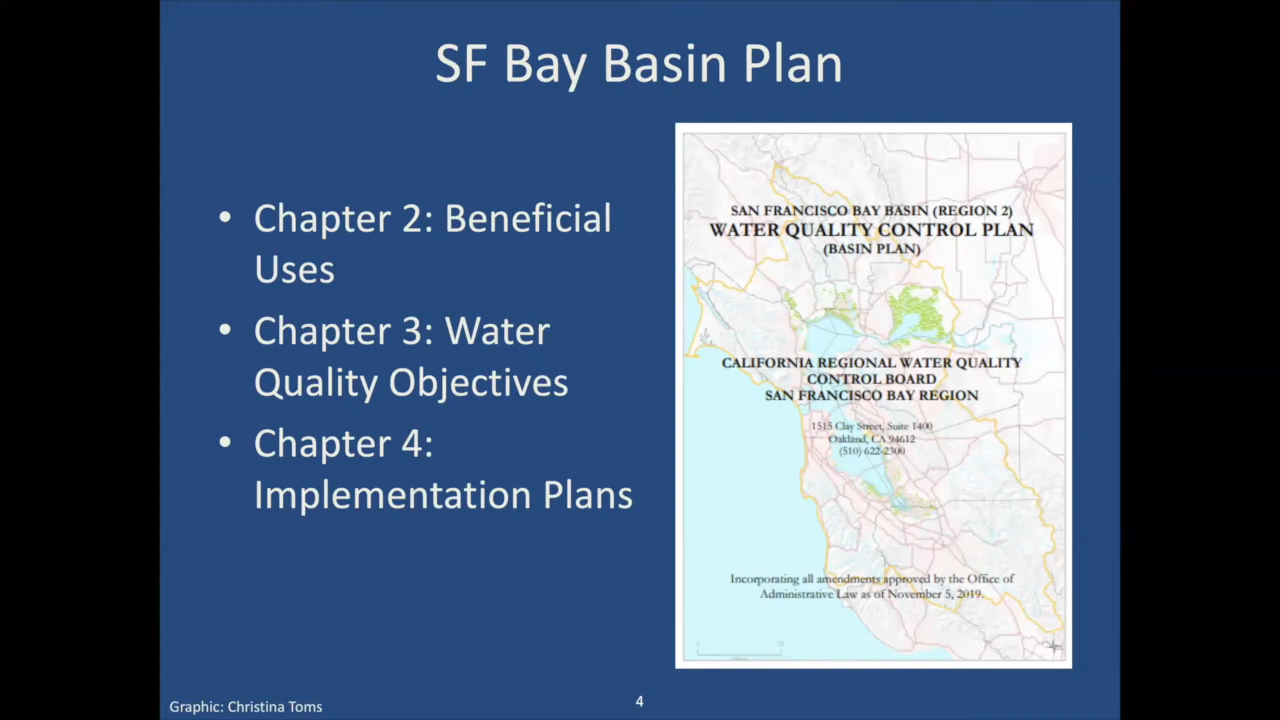 SF Bay Basin Plan
• Chapter 2: Beneficial
Uses
• Chapter 3: Water
Quality Objectives
• Chapter 4:
Implementation Plans
SAN FRANCISCO BAY BASIN (REGION 2)
WATER QUALITY CONTROL PLAN
(BASIN PLAN)
CALIFORNIA REGIONAL WATER QUALITY
CONTROL BOARD
SAN FRANCISCO BAY REGION
1515 Clay Street, Suite 1400
Oakland, CA 94612
(510) 622-2300
Incorporating all amendments approved by the Office of
Administrative Law as of November 5, 2019.
Graphic: Christina Toms
4